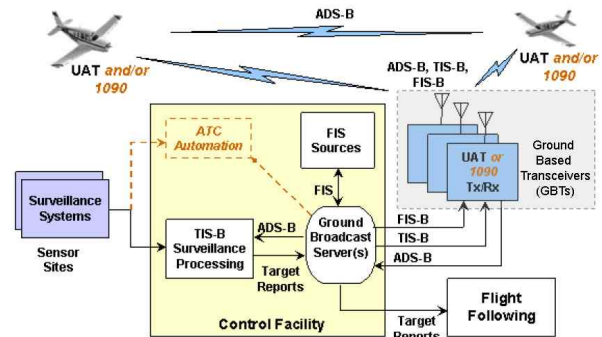 ADS-B
UAT and/or
1090
UAT and/or
1090
ADS-B, TIS-B,
FIS-B
ATC
Automation
FIS
Sources
UAT or
1090
Tx/Rx
Ground
Based
Transceivers
(GBTs)
FIS
Surveillance
Systems
Sensor
Sites
TIS-B
Surveillance
Processing
ADS-B
Target
Reports
Ground
Broadcast
Server(s)
FIS-B
TIS-B
ADS-B
Control Facility
Target
Reports
Flight
Following